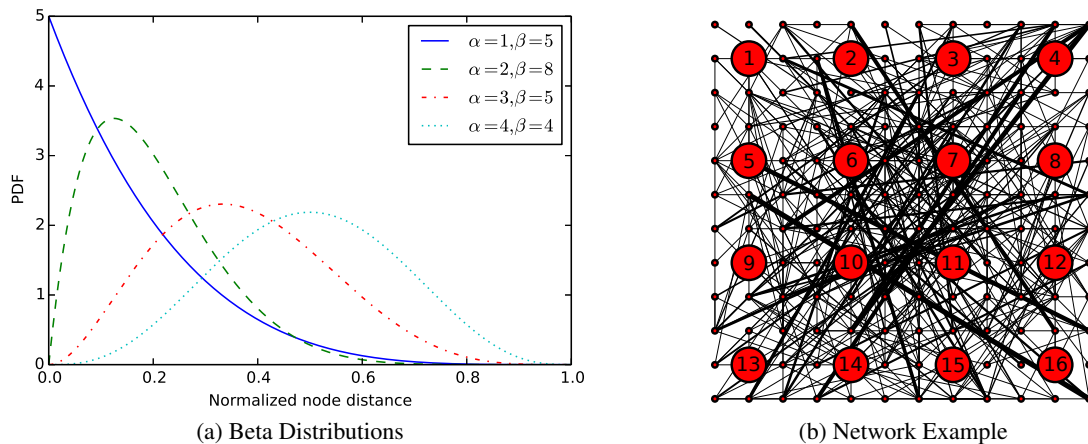 5
4
3
2
1
0
PDF
0.0 0.2 0.4 0.6 0.8 1.0
Normalized node distance
α=1,β=5
α=2,β=8
α=3,β=5
α=4,β=4
(a) Beta Distributions
1 2 3 4
5 6 7 8
9 10 11 12
13 14 15 16
(b) Network Example